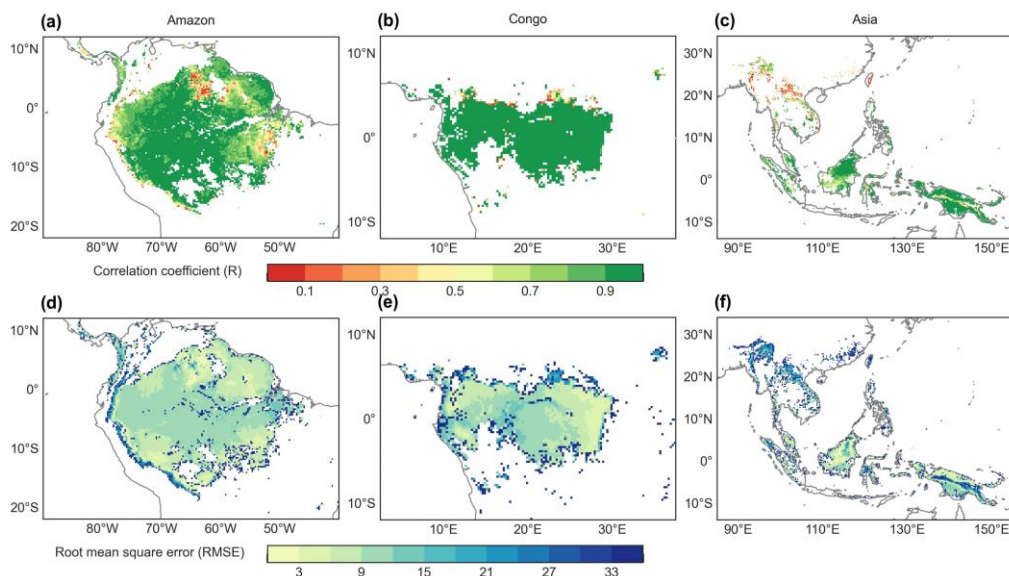 (a) Amazon (b) Congo (c) Asia
10°N 10°N 30°N
0° 0° 20°N
10°S 10°N
20°S 10°S 0°
10°S
80°W 70°W 60°W 50°W 10°E 20°E 30°E 90°E 110°E 130°E 150°E
Correlation coefficient (R)
0.1 0.3 0.5 0.7 0.9
(d) (e) (f)
10°N 10°N 30°N
0° 0° 20°N
10°S 10°N
20°S 10°S 0°
10°S
80°W 70°W 60°W 50°W 10°E 20°E 30°E 90°E 110°E 130°E 150°E
Root mean square error (RMSE)
3 9 15 21 27 33